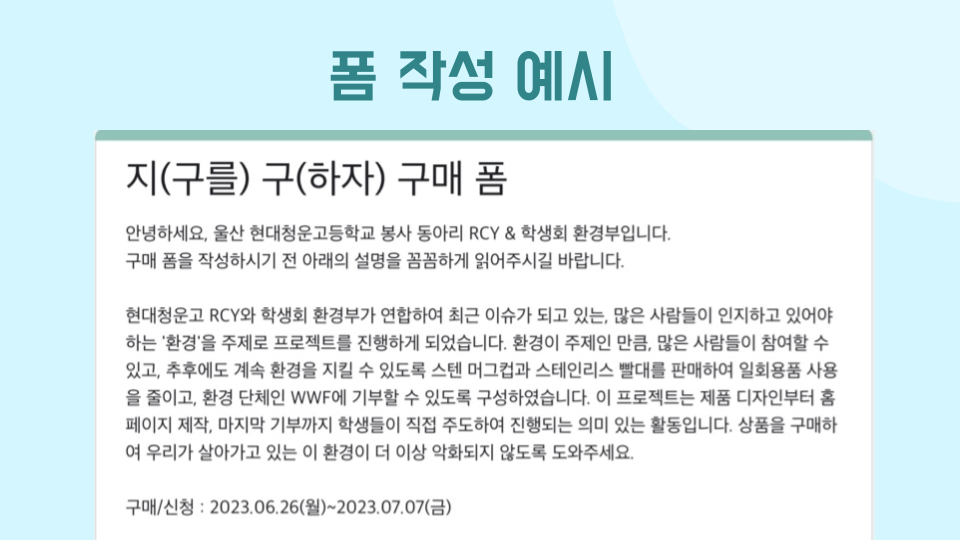 폼 작성 예시
지(구를) 구(하자) 구매 폼
안녕하세요, 울산 현대청운고등학교 봉사 동아리 RCY & 학생회 환경부입니다.
구매 폼을 작성하시기 전 아래의 설명을 꼼꼼하게 읽어주시길 바랍니다.
현대청운고 RCY와 학생회 환경부가 연합하여 최근 이슈가 되고 있는, 많은 사람들이 인지하고 있어야
하는 '환경'을 주제로 프로젝트를 진행하게 되었습니다. 환경이 주제인 만큼, 많은 사람들이 참여할 수
있고, 추후에도 계속 환경을 지킬 수 있도록 스텐 머그컵과 스테인리스 빨대를 판매하여 일회용품 사용
을 줄이고, 환경 단체인 WWF에 기부할 수 있도록 구성하였습니다. 이 프로젝트는 제품 디자인부터 홈
페이지 제작, 마지막 기부까지 학생들이 직접 주도하여 진행되는 의미 있는 활동입니다. 상품을 구매하
여 우리가 살아가고 있는 이 환경이 더 이상 악화되지 않도록 도와주세요.
구매/신청 : 2023.06.26(월)~2023.07.07(금)